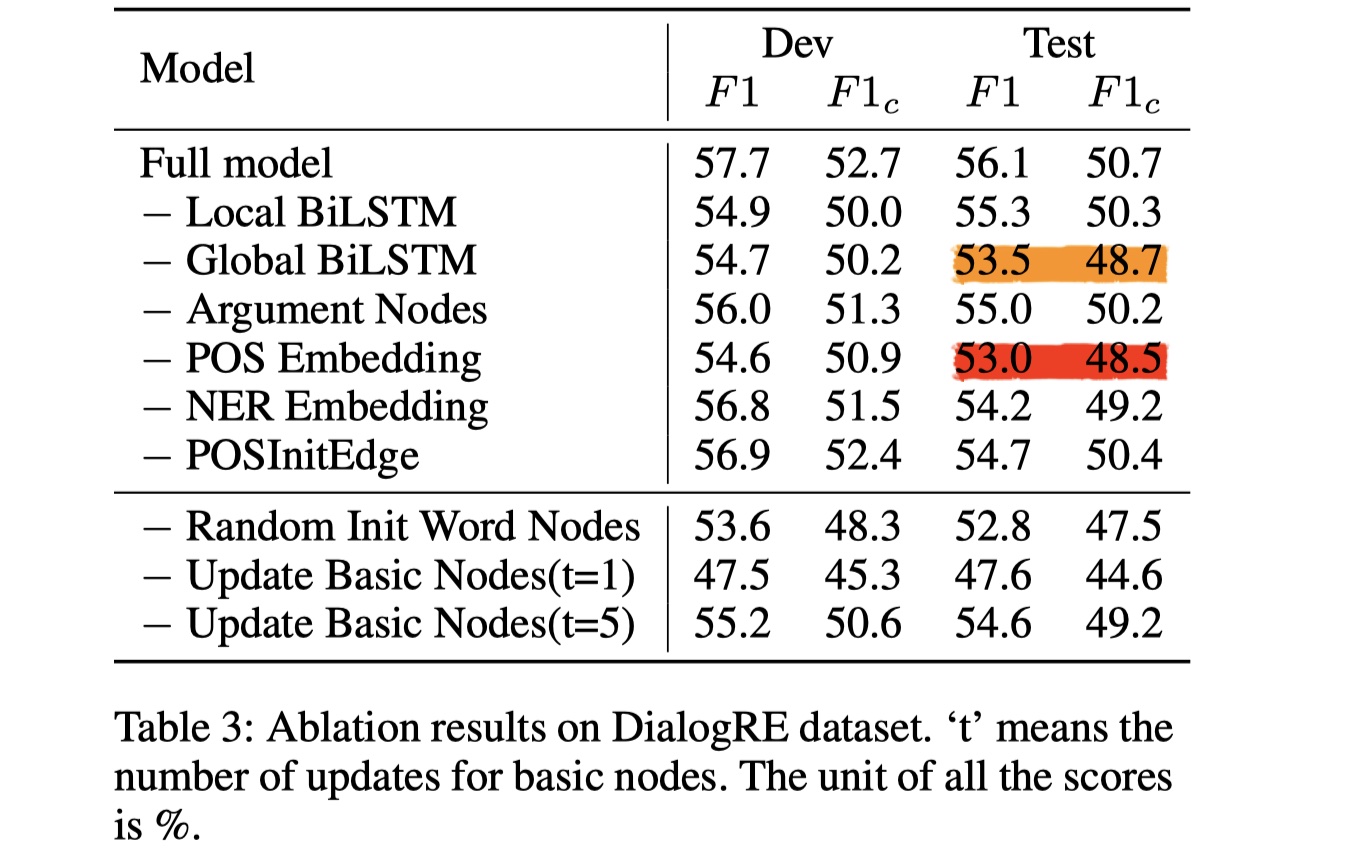 Model Dev Test
F1 F1c F1 F1c
Full model 57.7 52.7 56.1 50.7
− Local BiLSTM 54.9 50.0 55.3 50.3
− Global BiLSTM 54.7 50.2 53.5 48.7
− Argument Nodes 56.0 51.3 55.0 50.2
− POS Embedding 54.6 50.9 53.0 48.5
− NER Embedding 56.8 51.5 54.2 49.2
− POSInitEdge 56.9 52.4 54.7 50.4
− Random Init Word Nodes 53.6 48.3 52.8 47.5
− Update Basic Nodes(t=1) 47.5 45.3 47.6 44.6
− Update Basic Nodes(t=5) 55.2 50.6 54.6 49.2
Table 3: Ablation results on DialogRE dataset. ‘t’ means the
number of updates for basic nodes. The unit of all the scores
is %.